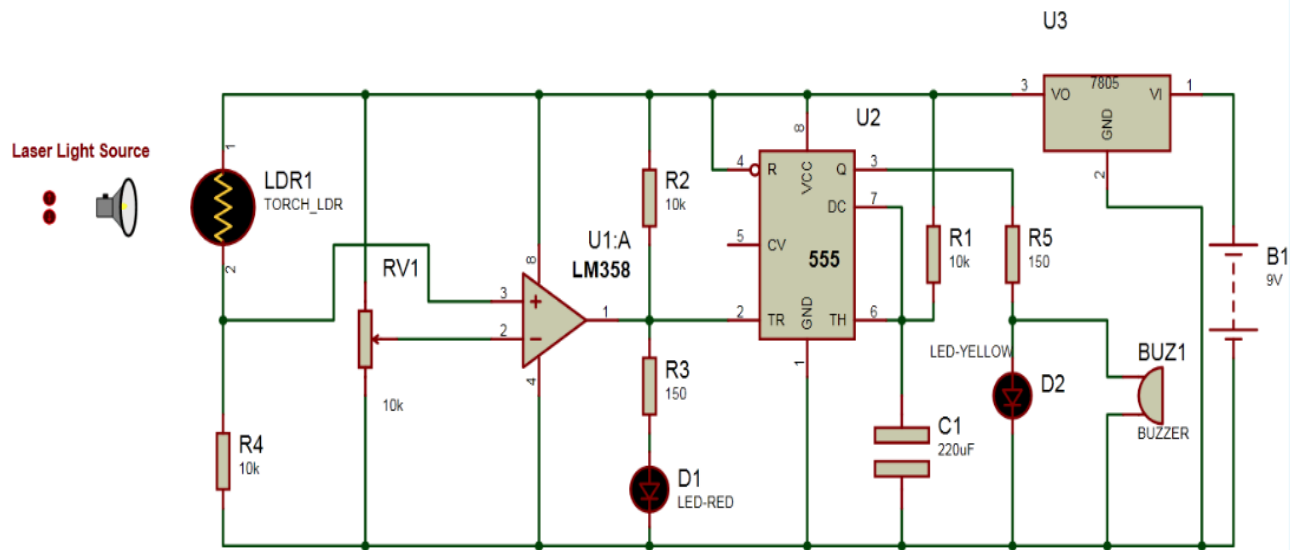 U3
7805
3
VO
VI
1
GND
2
Laser Light Source
1
LDR1
TORCH_LDR
2
RV1
10k
R4
10k
8
U1:A
LM358
3
+
2
−
1
4
R2
10k
R3
150
D1
LED-RED
U2
8
4
R
VCC
Q
3
DC
7
5
CV
555
2
TR
GND
TH
6
1
R1
10k
R5
150
LED-YELLOW
D2
BUZ1
BUZZER
C1
220uF
B1
9V